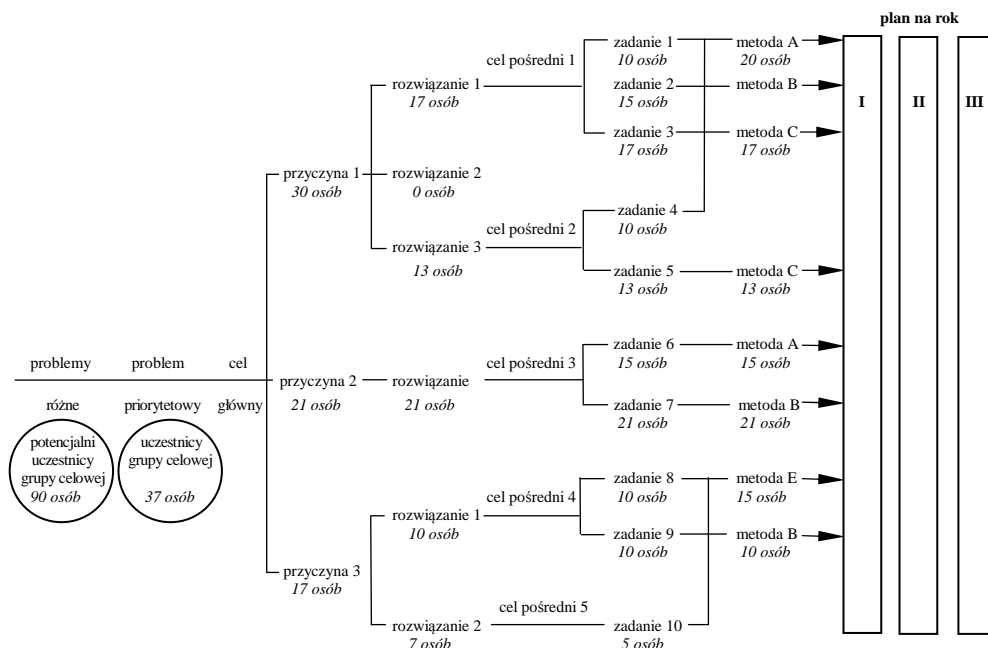 plan na rok
zadanie 1
10 osób
metoda A
20 osób
cel pośredni 1
rozwiązanie 1
17 osób
zadanie 2
15 osób
metoda B
zadanie 3
17 osób
metoda C
17 osób
I
II
III
przyczyna 1
30 osób
rozwiązanie 2
0 osób
zadanie 4
10 osób
cel pośredni 2
rozwiązanie 3
13 osób
zadanie 5
13 osób
metoda C
13 osób
problemy
problem
cel
różne
priorytetowy
główny
potencjalni
uczestnicy
grupy celowej
90 osób
uczestnicy
grupy celowej
37 osób
zadanie 6
15 osób
metoda A
15 osób
cel pośredni 3
przyczyna 2
21 osób
rozwiązanie
21 osób
zadanie 7
21 osób
metoda B
21 osób
zadanie 8
10 osób
metoda E
15 osób
cel pośredni 4
rozwiązanie 1
10 osób
zadanie 9
10 osób
metoda B
10 osób
przyczyna 3
17 osób
cel pośredni 5
rozwiązanie 2
7 osób
zadanie 10
5 osób